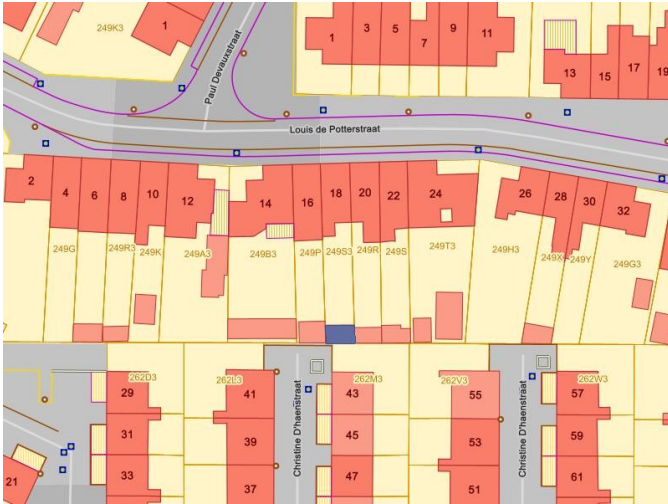 249K3
1
Paul Devauxstraat
1
3
5
7
9
11
13
15
17
19
Louis de Potterstraat
2
4
6
8
10
12
14
16
18
20
22
24
26
28
30
32
249G
249R3
249K
249A3
249B3
249P
249S3
249R
249S
249T3
249H3
249X
249Y
249G3
262D3
262L3
262M3
262V3
262W3
29
31
33
21
41
39
37
Christine D'haenstraat
43
45
47
55
53
51
Christine D'haenstraat
57
59
61